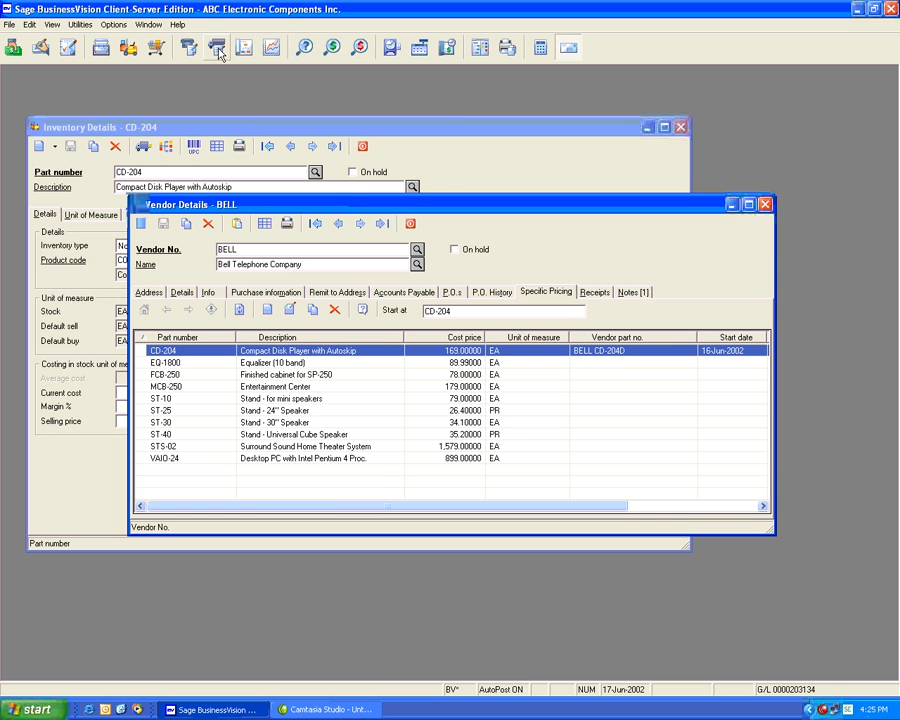 Sage BusinessVision Client-Server Edition - ABC Electronic Components Inc.
File Edit View Utilities Options Window Help
Inventory Details - CD-204
UPC
Part number CD-204 On hold
Description Compact Disk Player with Autoskip
Details Unit of Measure
Details
Inventory type No
Product code CO
Co
Unit of measure
Stock EA
Default sell EA
Default buy EA
Costing in stock unit of me
Average cost
Current cost
Margin %
Selling price
Part number
Vendor Details - BELL
Vendor No. BELL On hold
Name Bell Telephone Company
Address Details Info Purchase information Remit to Address Accounts Payable P.O.s P.O. History Specific Pricing Receipts Notes [1]
Start at CD-204
Part number Description Cost price Unit of measure Vendor part no. Start date
CD-204 Compact Disk Player with Autoskip 169.00000 EA BELL CD-204D 16-Jun-2002
EQ-1800 Equalizer (10 band) 89.99000 EA
FCB-250 Finished cabinet for SP-250 78.00000 EA
MCB-250 Entertainment Center 179.00000 EA
ST-10 Stand - for mini speakers 79.00000 EA
ST-25 Stand - 24" Speaker 26.40000 PR
ST-30 Stand - 30" Speaker 34.10000 EA
ST-40 Stand - Universal Cube Speaker 35.20000 PR
STS-02 Surround Sound Home Theater System 1,579.00000 EA
VAIO-24 Desktop PC with Intel Pentium 4 Proc. 899.00000 EA
Vendor No.
BV* AutoPost ON NUM 17-Jun-2002 G/L 0000203134
start Sage BusinessVision ... Camtasia Studio - Unt... 4:25 PM